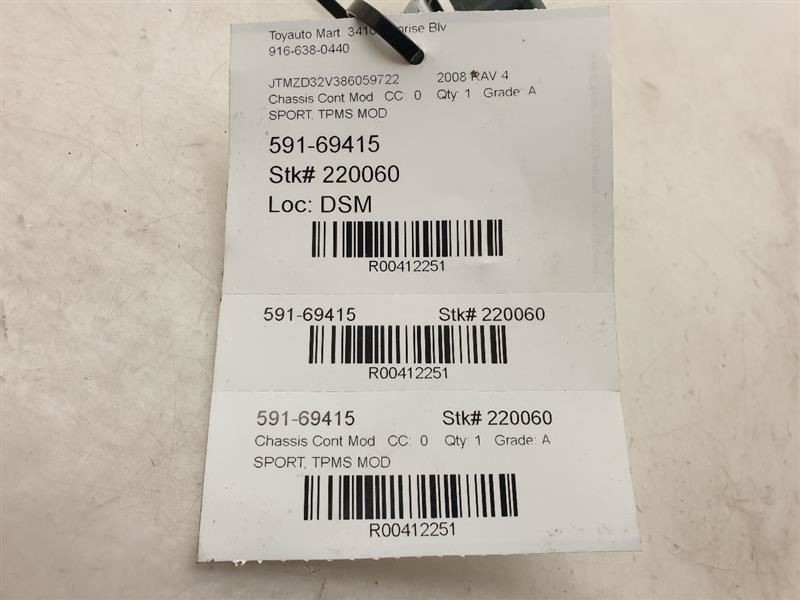 Toyauto Mart 3410 Blv
916-638-0440
JTMZD32V386059722 2008 RAV 4
Chassis Cont Mod CC: 0 Qty: 1 Grade: A
SPORT, TPMS MOD
591-69415
Stk# 220060
Loc: DSM
R00412251
591-69415 Stk# 220060
R00412251
591-69415 Stk# 220060
Chassis Cont Mod CC: 0 Qty: 1 Grade: A
SPORT, TPMS MOD
R00412251